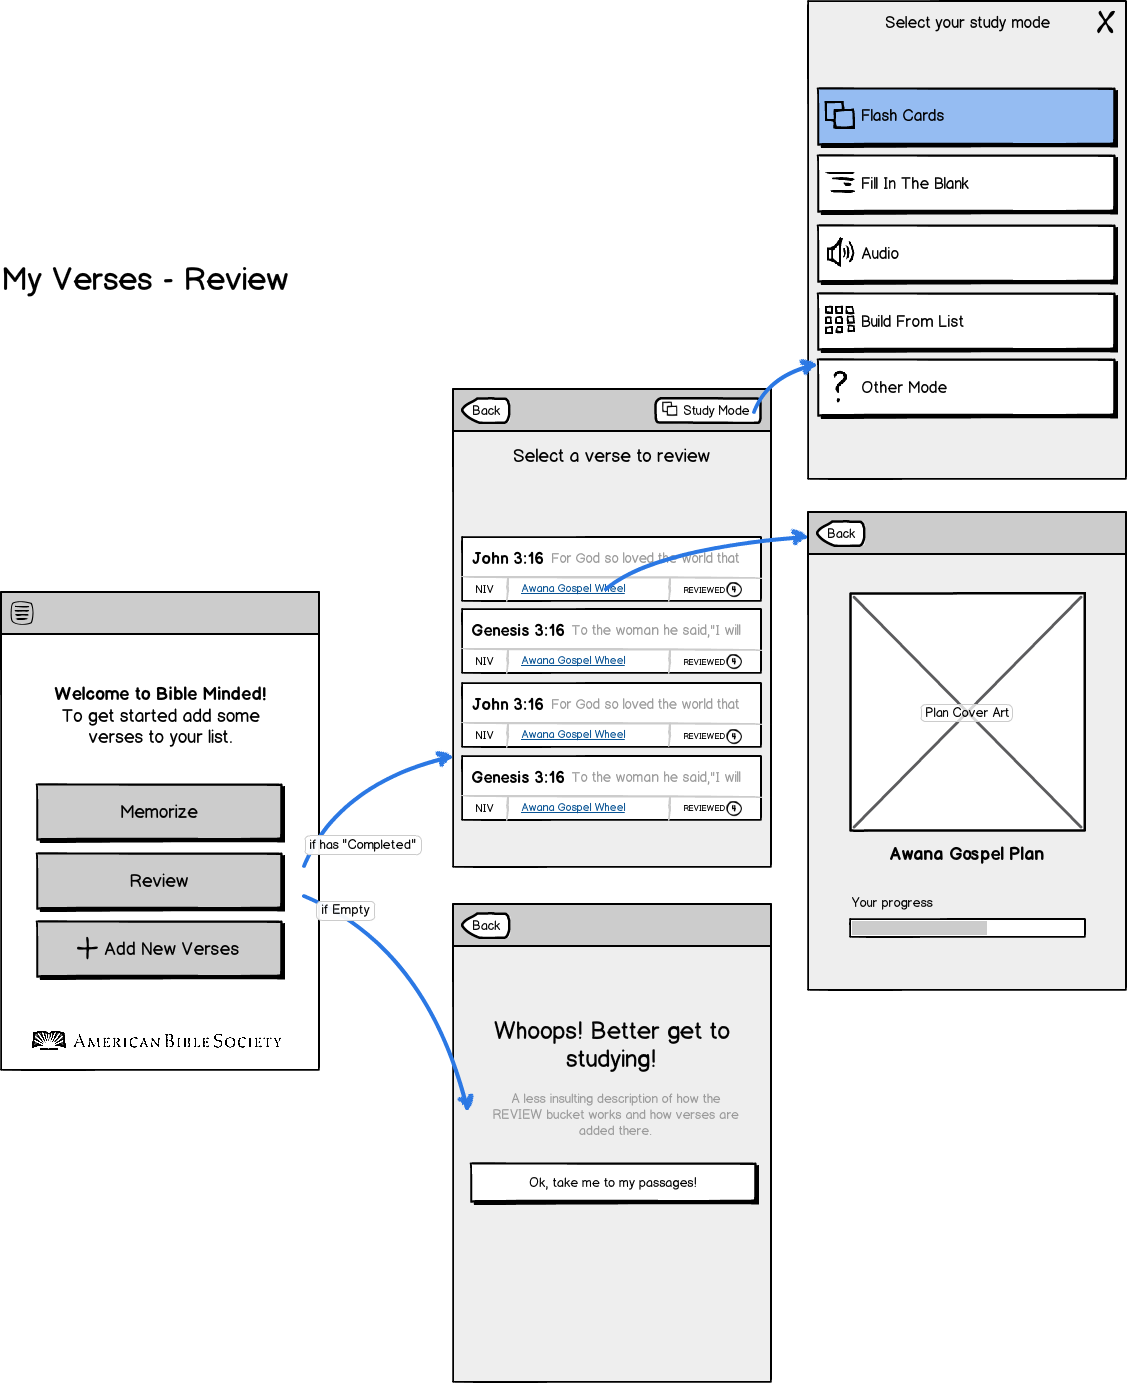 My Verses - Review
Welcome to Bible Minded!
To get started add some
verses to your list.
Memorize
Review
Add New Verses
AMERICAN BIBLE SOCIETY
if has "Completed"
if Empty
Back
Study Mode
Select a verse to review
John 3:16 For God so loved the world that
NIV Awana Gospel Wheel REVIEWED 4
Genesis 3:16 To the woman he said,"I will
NIV Awana Gospel Wheel REVIEWED 4
John 3:16 For God so loved the world that
NIV Awana Gospel Wheel REVIEWED 4
Genesis 3:16 To the woman he said,"I will
NIV Awana Gospel Wheel REVIEWED 4
Back
Whoops! Better get to
studying!
A less insulting description of how the
REVIEW bucket works and how verses are
added there.
Ok, take me to my passages!
Select your study mode
X
Flash Cards
Fill In The Blank
Audio
Build From List
? Other Mode
Back
Plan Cover Art
Awana Gospel Plan
Your progress